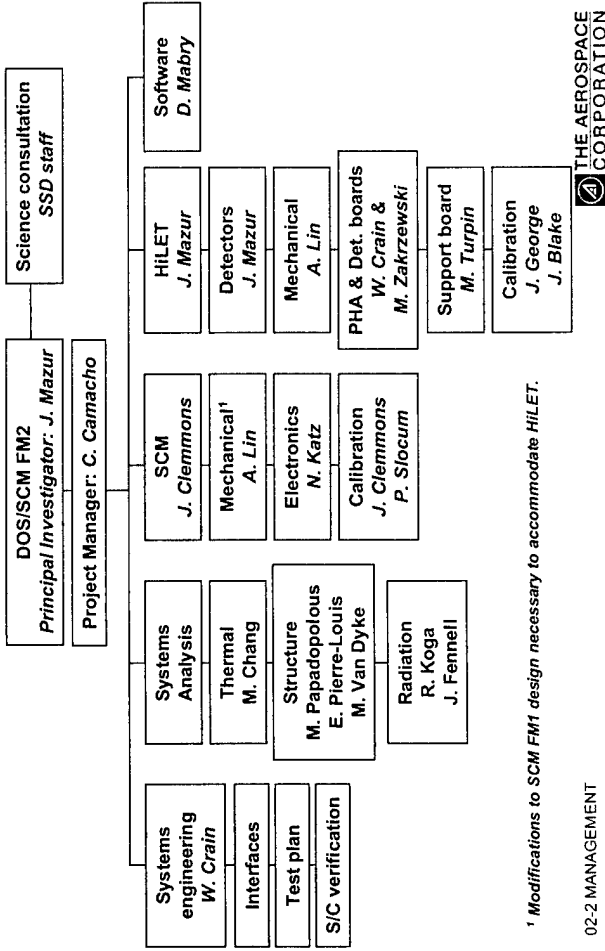 DOS/SCM FM2
Principal Investigator: J. Mazur
Science consultation
SSD staff
Project Manager: C. Camacho
Systems
engineering
W. Crain
Interfaces
Test plan
S/C verification
Systems
Analysis
Thermal
M. Chang
Structure
M. Papadopolous
E. Pierre-Louis
M. Van Dyke
Radiation
R. Koga
J. Fennell
SCM
J. Clemmons
Mechanical¹
A. Lin
Electronics
N. Katz
Calibration
J. Clemmons
P. Slocum
HiLET
J. Mazur
Detectors
J. Mazur
Mechanical
A. Lin
PHA & Det. boards
W. Crain &
M. Zakrzewski
Support board
M. Turpin
Calibration
J. George
J. Blake
Software
D. Mabry
¹ Modifications to SCM FM1 design necessary to accommodate HiLET.
02-2 MANAGEMENT
THE AEROSPACE
CORPORATION